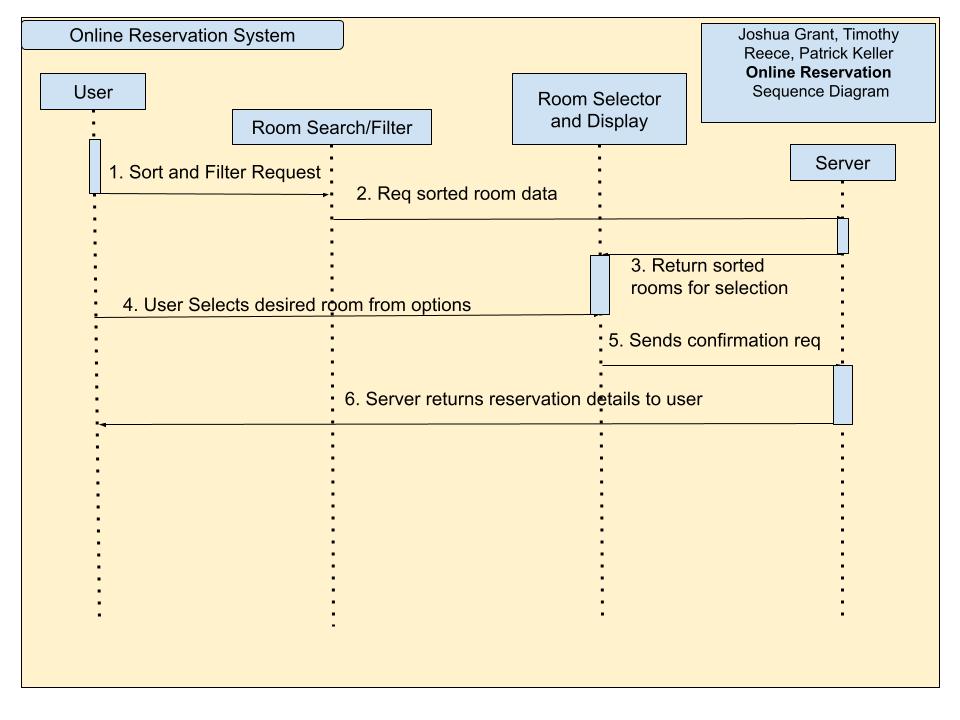 Online Reservation System
Joshua Grant, Timothy
Reece, Patrick Keller
Online Reservation
Sequence Diagram
User
Room Search/Filter
Room Selector
and Display
Server
1. Sort and Filter Request
2. Req sorted room data
3. Return sorted
rooms for selection
4. User Selects desired room from options
5. Sends confirmation req
6. Server returns reservation details to user